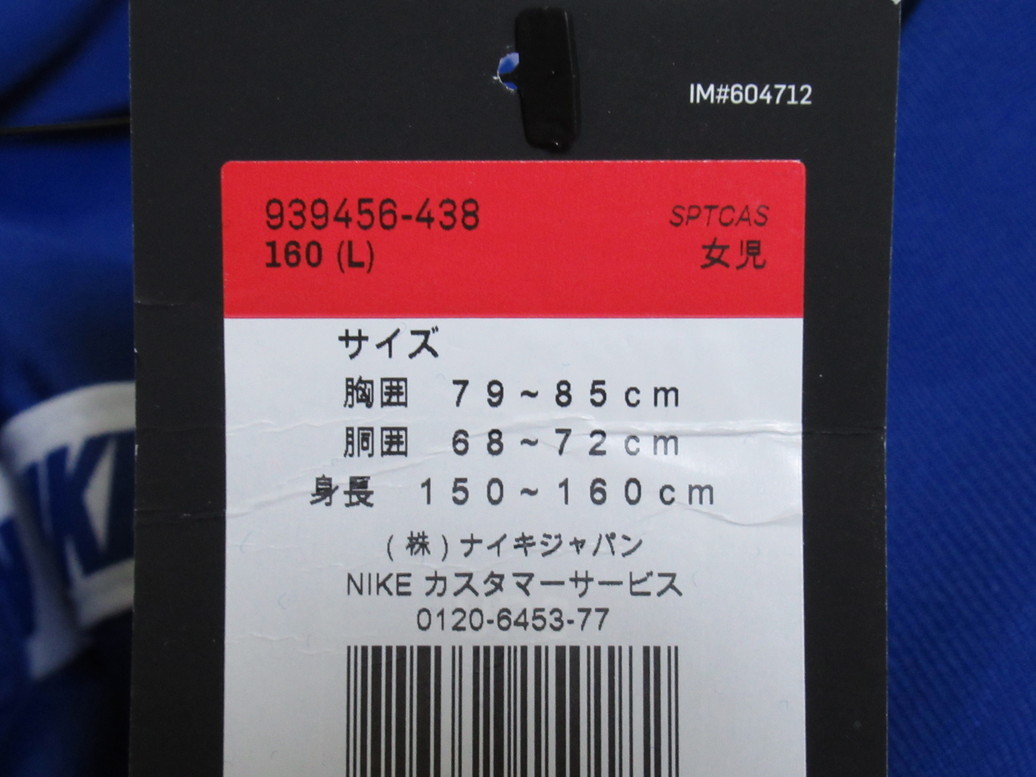 IM#604712
939456-438
SPTCAS
160 (L)
女児
サイズ
胸囲 79~85cm
胴囲 68~72cm
身長 150~160cm
(株)ナイキジャパン
NIKE カスタマーサービス
0120-6453-77